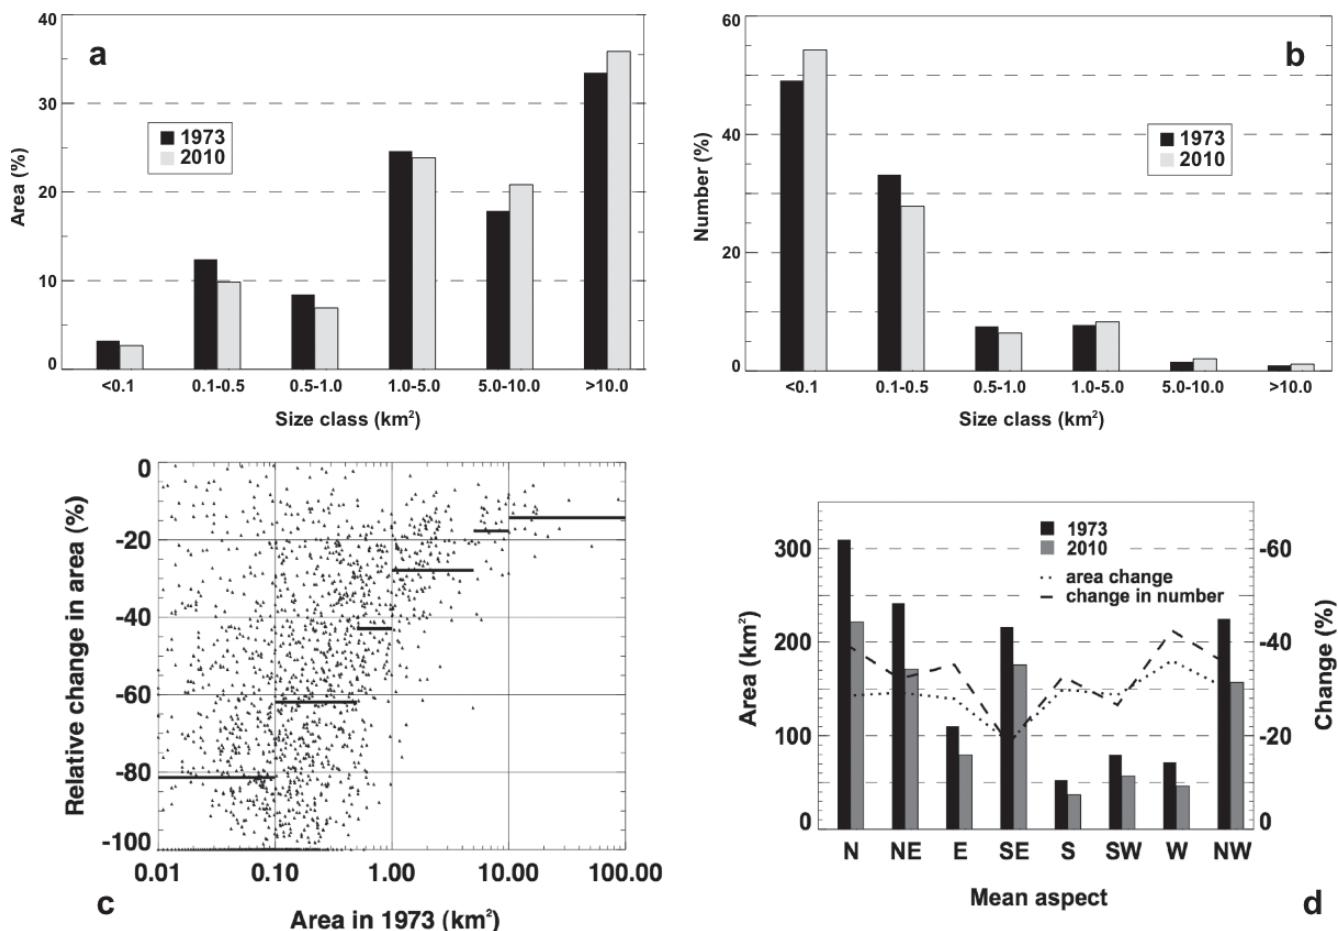 a
40
30
20
10
0
Area (%)
1973
2010
<0.1 0.1-0.5 0.5-1.0 1.0-5.0 5.0-10.0 >10.0
Size class (km²)
b
60
40
20
0
Number (%)
1973
2010
<0.1 0.1-0.5 0.5-1.0 1.0-5.0 5.0-10.0 >10.0
Size class (km²)
0
-20
-40
-60
-80
-100
Relative change in area (%)
0.01 0.10 1.00 10.00 100.00
c
Area in 1973 (km²)
1973
2010
area change
change in number
300
200
100
0
Area (km²)
-60
-40
-20
0
Change (%)
N NE E SE S SW W NW
Mean aspect
d